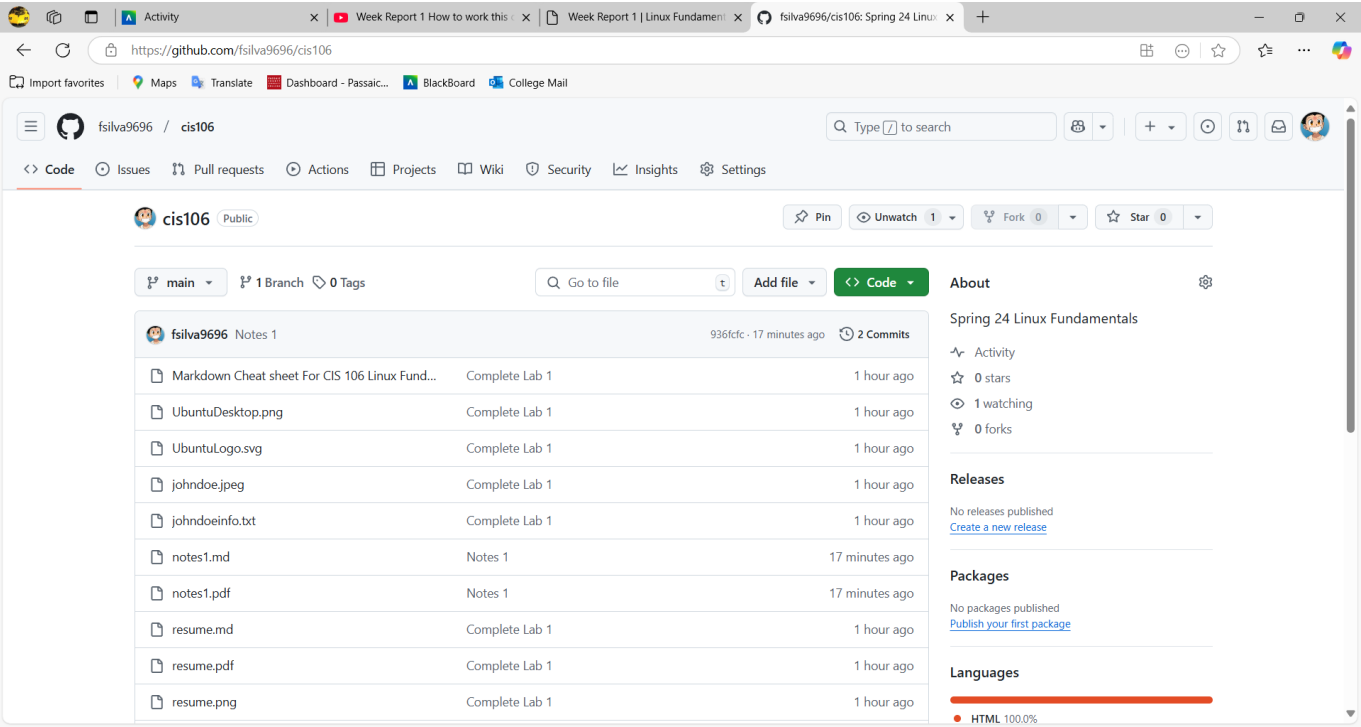 Activity
Week Report 1 How to work this c
Week Report 1 | Linux Fundament
fsilva9696/cis106: Spring 24 Linux
https://github.com/fsilva9696/cis106
Import favorites
Maps
Translate
Dashboard - Passaic...
BlackBoard
College Mail
fsilva9696 / cis106
Type / to search
Code
Issues
Pull requests
Actions
Projects
Wiki
Security
Insights
Settings
cis106 Public
Pin
Unwatch 1
Fork 0
Star 0
main
1 Branch
0 Tags
Go to file t
Add file
Code
fsilva9696 Notes 1 936fcfc · 17 minutes ago 2 Commits
Markdown Cheat sheet For CIS 106 Linux Fund... Complete Lab 1 1 hour ago
UbuntuDesktop.png Complete Lab 1 1 hour ago
UbuntuLogo.svg Complete Lab 1 1 hour ago
johndoe.jpeg Complete Lab 1 1 hour ago
johndoeinfo.txt Complete Lab 1 1 hour ago
notes1.md Notes 1 17 minutes ago
notes1.pdf Notes 1 17 minutes ago
resume.md Complete Lab 1 1 hour ago
resume.pdf Complete Lab 1 1 hour ago
resume.png Complete Lab 1 1 hour ago
About
Spring 24 Linux Fundamentals
Activity
0 stars
1 watching
0 forks
Releases
No releases published
Create a new release
Packages
No packages published
Publish your first package
Languages
HTML 100.0%